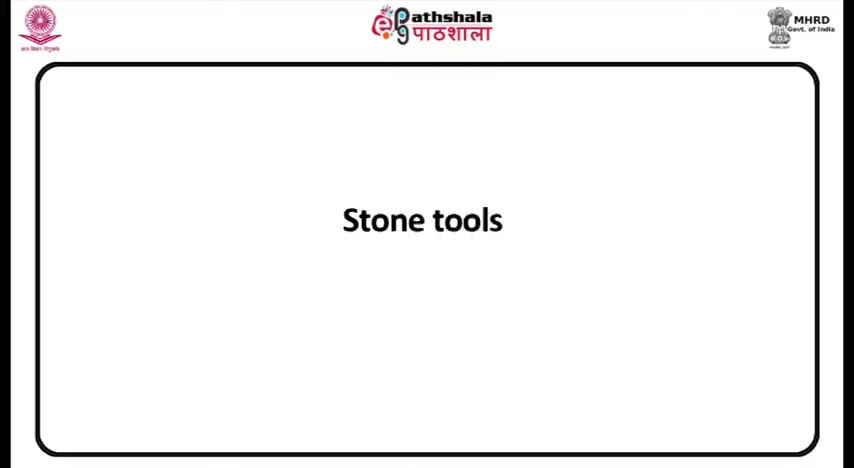 ePathshala
पाठशाला
MHRD
Govt. of India
Stone tools